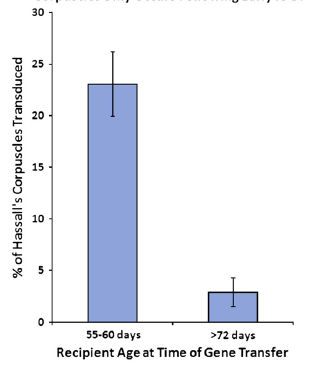 30
25
20
15
10
5
0
% of Hassall's Corpuscles Transduced
55-60 days
>72 days
Recipient Age at Time of Gene Transfer